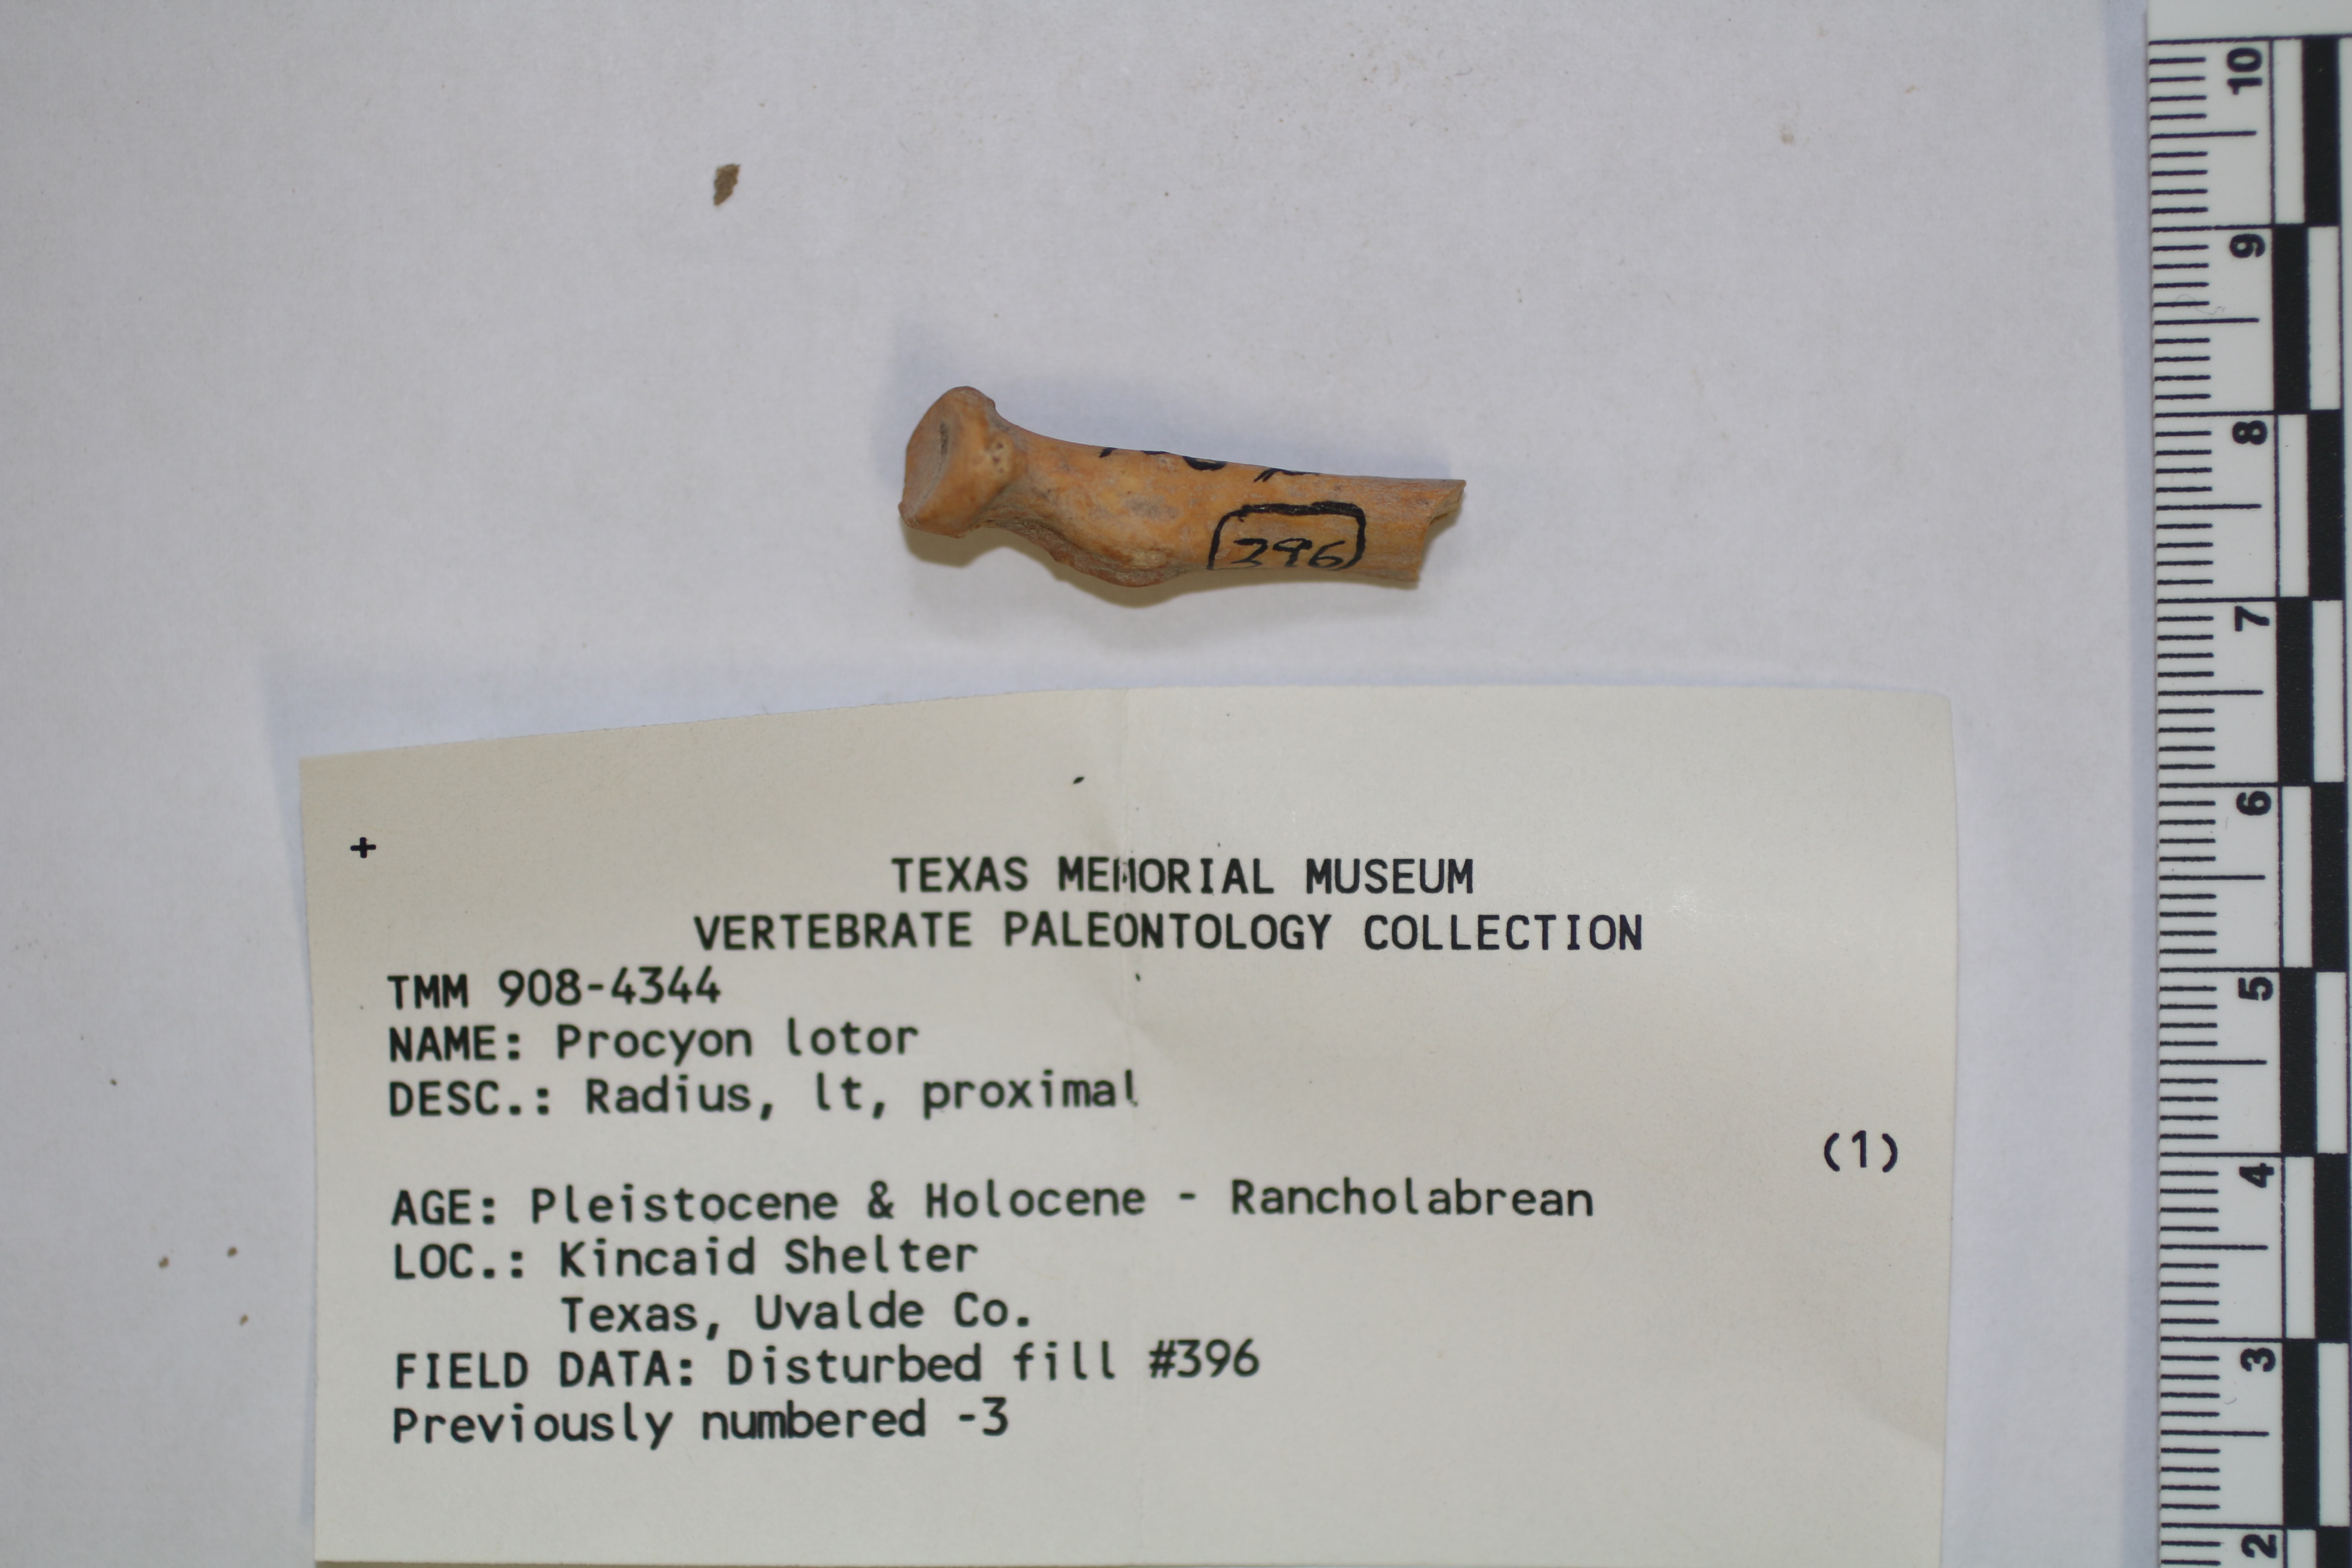 396
TEXAS MEMORIAL MUSEUM
VERTEBRATE PALEONTOLOGY COLLECTION
TMM 908-4344
NAME: Procyon lotor
DESC.: Radius, lt, proximal
(1)
AGE: Pleistocene & Holocene - Rancholabrean
LOC.: Kincaid Shelter
Texas, Uvalde Co.
FIELD DATA: Disturbed fill #396
Previously numbered -3
10
9
8
7
6
5
4
3
2